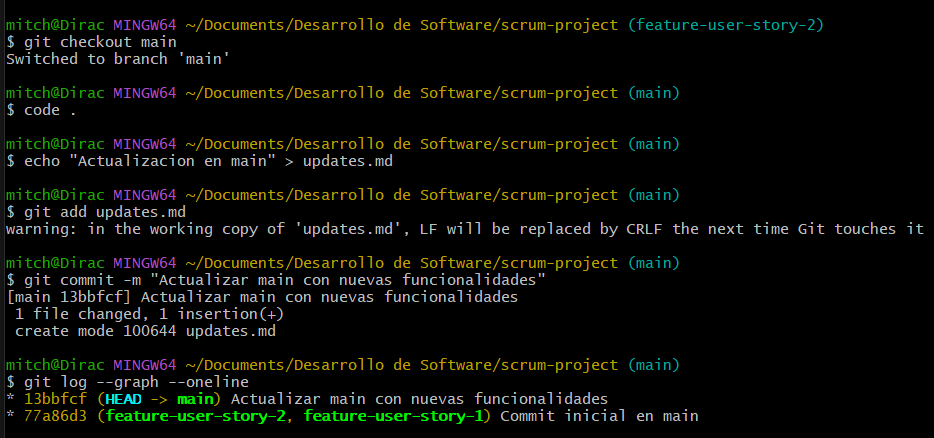 mitch@Dirac MINGW64 ~/Documents/Desarrollo de Software/scrum-project (feature-user-story-2)
$ git checkout main
Switched to branch 'main'
mitch@Dirac MINGW64 ~/Documents/Desarrollo de Software/scrum-project (main)
$ code .
mitch@Dirac MINGW64 ~/Documents/Desarrollo de Software/scrum-project (main)
$ echo "Actualizacion en main" > updates.md
mitch@Dirac MINGW64 ~/Documents/Desarrollo de Software/scrum-project (main)
$ git add updates.md
warning: in the working copy of 'updates.md', LF will be replaced by CRLF the next time Git touches it
mitch@Dirac MINGW64 ~/Documents/Desarrollo de Software/scrum-project (main)
$ git commit -m "Actualizar main con nuevas funcionalidades"
[main 13bbfcf] Actualizar main con nuevas funcionalidades
 1 file changed, 1 insertion(+)
 create mode 100644 updates.md
mitch@Dirac MINGW64 ~/Documents/Desarrollo de Software/scrum-project (main)
$ git log --graph --oneline
* 13bbfcf (HEAD -> main) Actualizar main con nuevas funcionalidades
* 77a86d3 (feature-user-story-2, feature-user-story-1) Commit inicial en main